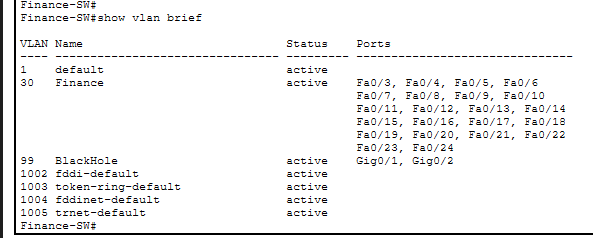 Finance-SW#
Finance-SW#show vlan brief
VLAN Name                             Status    Ports
---- -------------------------------- --------- -------------------------------
1    default                          active
30   Finance                          active    Fa0/3, Fa0/4, Fa0/5, Fa0/6
                                                Fa0/7, Fa0/8, Fa0/9, Fa0/10
                                                Fa0/11, Fa0/12, Fa0/13, Fa0/14
                                                Fa0/15, Fa0/16, Fa0/17, Fa0/18
                                                Fa0/19, Fa0/20, Fa0/21, Fa0/22
                                                Fa0/23, Fa0/24
99   BlackHole                        active    Gig0/1, Gig0/2
1002 fddi-default                     active
1003 token-ring-default               active
1004 fddinet-default                  active
1005 trnet-default                    active
Finance-SW#